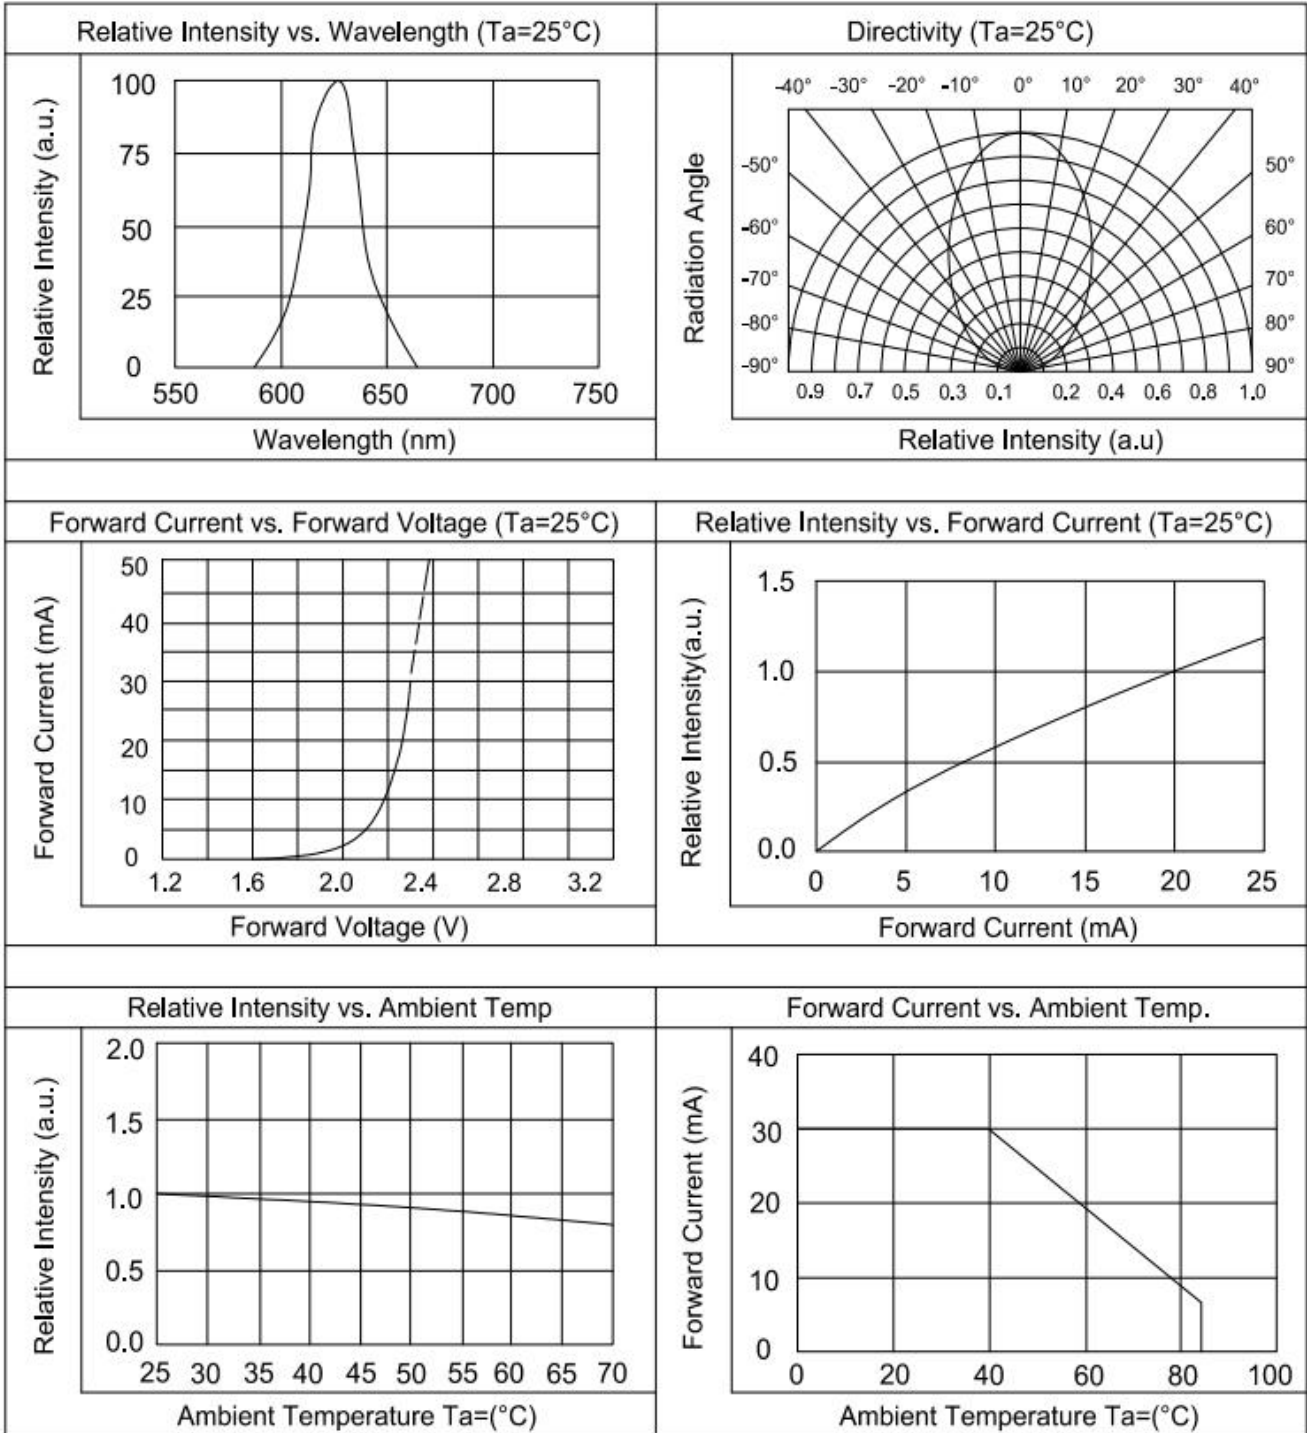 Relative Intensity vs. Wavelength (Ta=25°C)
Relative Intensity (a.u.)
100
75
50
25
0
550 600 650 700 750
Wavelength (nm)
Directivity (Ta=25°C)
Radiation Angle
-40° -30° -20° -10° 0° 10° 20° 30° 40°
-50° 50°
-60° 60°
-70° 70°
-80° 80°
-90° 90°
0.9 0.7 0.5 0.3 0.1 0.2 0.4 0.6 0.8 1.0
Relative Intensity (a.u)
Forward Current vs. Forward Voltage (Ta=25°C)
Forward Current (mA)
50
40
30
20
10
0
1.2 1.6 2.0 2.4 2.8 3.2
Forward Voltage (V)
Relative Intensity vs. Forward Current (Ta=25°C)
Relative Intensity(a.u.)
1.5
1.0
0.5
0.0
0 5 10 15 20 25
Forward Current (mA)
Relative Intensity vs. Ambient Temp
Relative Intensity (a.u.)
2.0
1.5
1.0
0.5
0.0
25 30 35 40 45 50 55 60 65 70
Ambient Temperature Ta=(°C)
Forward Current vs. Ambient Temp.
Forward Current (mA)
40
30
20
10
0
0 20 40 60 80 100
Ambient Temperature Ta=(°C)